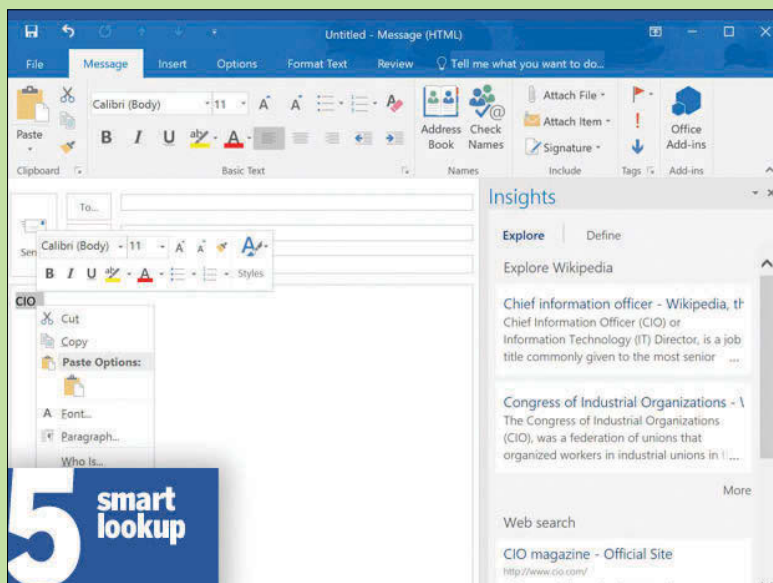 Untitled - Message (HTML)
File Message Insert Options Format Text Review Tell me what you want to do...
Paste
Calibri (Body) 11 A A
B I U aby A
Clipboard
Basic Text
Address Book
Check Names
Names
Attach File
Attach Item
Signature
Include
Tags
Office Add-ins
Add-ins
To...
Calibri (Body) 11 A A A
B I U aby A Styles
CIO
Cut
Copy
Paste Options:
A Font...
Paragraph...
Who Is...
5 smart
lookup
Insights
Explore Define
Explore Wikipedia
Chief information officer - Wikipedia, th
Chief Information Officer (CIO) or
Information Technology (IT) Director, is a job
title commonly given to the most senior ...
Congress of Industrial Organizations - \
The Congress of Industrial Organizations
(CIO), was a federation of unions that
organized workers in industrial unions in ...
More
Web search
CIO magazine - Official Site
http://www.cio.com/